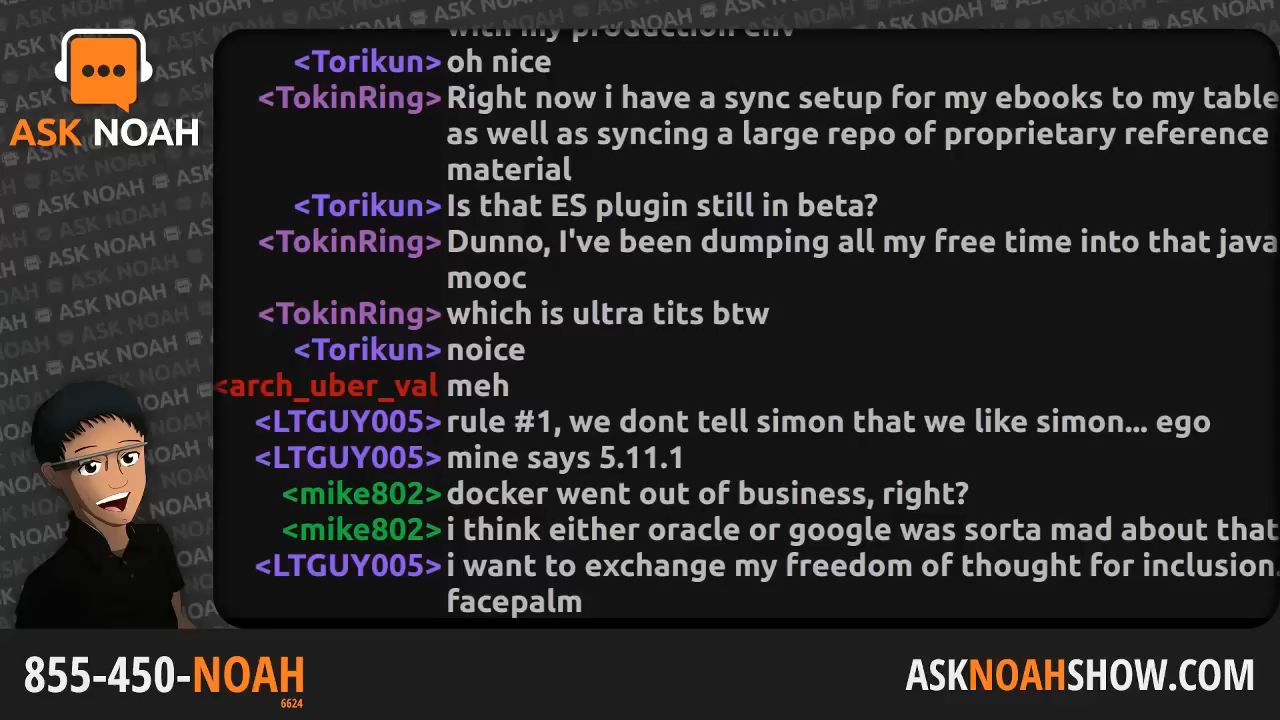 with my production env
<Torikun> oh nice
<TokinRing> Right now i have a sync setup for my ebooks to my table
as well as syncing a large repo of proprietary reference
material
<Torikun> Is that ES plugin still in beta?
<TokinRing> Dunno, I've been dumping all my free time into that java
mooc
<TokinRing> which is ultra tits btw
<Torikun> noice
<arch_uber_val meh
<LTGUY005> rule #1, we dont tell simon that we like simon... ego
<LTGUY005> mine says 5.11.1
<mike802> docker went out of business, right?
<mike802> i think either oracle or google was sorta mad about that
<LTGUY005> i want to exchange my freedom of thought for inclusion.
facepalm
ASK NOAH
855-450-NOAH
6624
ASKNOAHSHOW.COM